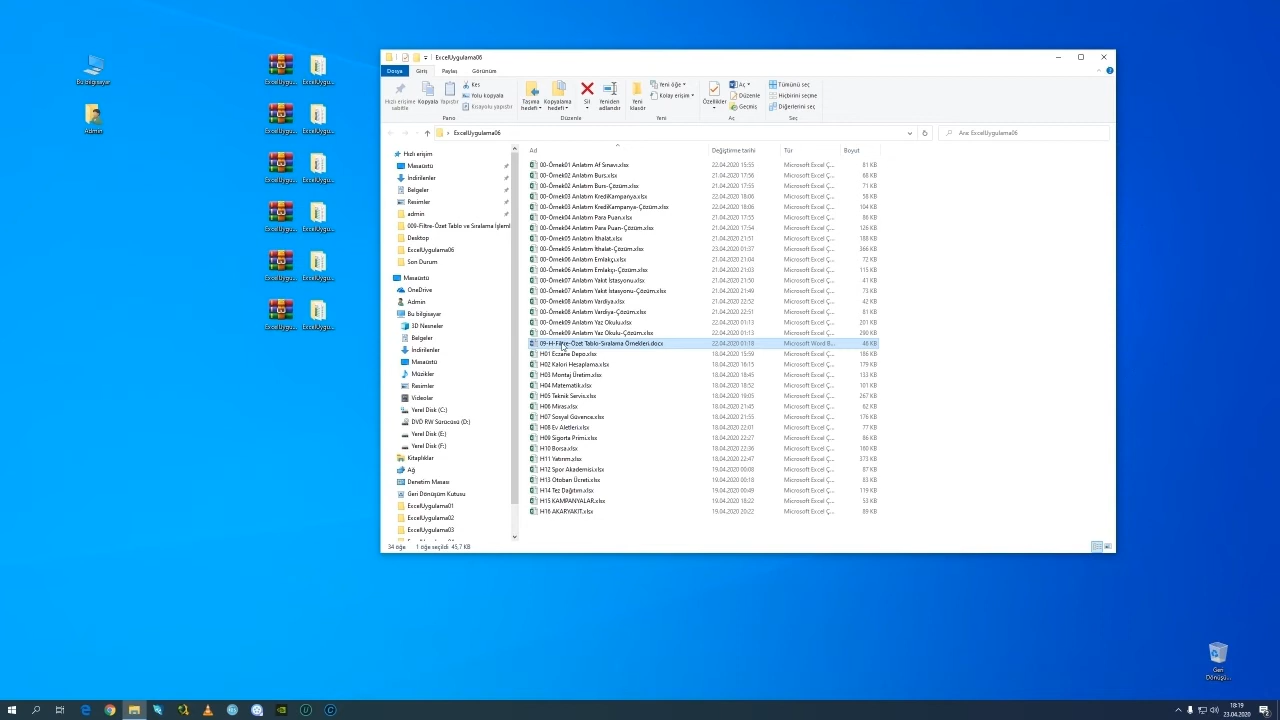 Bu bilgisayar
Admin
ExcelUygu...
ExcelUygu...
ExcelUygu...
ExcelUygu...
ExcelUygu...
ExcelUygu...
ExcelUygu...
ExcelUygu...
ExcelUygu...
ExcelUygu...
ExcelUygu...
ExcelUygu...
ExcelUygulama06
Dosya Giriş Paylaş Görünüm
Hızlı erişime sabitle
Kopyala
Yapıştır
Kes
Yolu kopyala
Kısayolu yapıştır
Pano
Taşıma hedefi
Kopyalama hedefi
Sil
Yeniden adlandır
Düzenle
Yeni klasör
Yeni öğe
Kolay erişim
Yeni
Özellikler
Aç
Düzenle
Geçmiş
Aç
Tümünü seç
Hiçbirini seçme
Diğerlerini seç
Seç
ExcelUygulama06
Ara: ExcelUygulama06
Hızlı erişim
Masaüstü
İndirilenler
Belgeler
Resimler
admin
009-Filtre-Özet Tablo ve Sıralama İşleml
Desktop
ExcelUygulama06
Son Durum
Masaüstü
OneDrive
Admin
Bu bilgisayar
3D Nesneler
Belgeler
İndirilenler
Masaüstü
Müzikler
Resimler
Videolar
Yerel Disk (C:)
DVD RW Sürücüsü (D:)
Yerel Disk (E:)
Yerel Disk (F:)
Kitaplıklar
Ağ
Denetim Masası
Geri Dönüşüm Kutusu
ExcelUygulama01
ExcelUygulama02
ExcelUygulama03
Ad Değiştirme tarihi Tür Boyut
00-Örnek01 Anlatım Af Sınavı.xlsx 22.04.2020 15:55 Microsoft Excel Ç... 81 KB
00-Örnek02 Anlatım Burs.xlsx 21.04.2020 17:56 Microsoft Excel Ç... 68 KB
00-Örnek02 Anlatım Burs-Çözüm.xlsx 21.04.2020 17:55 Microsoft Excel Ç... 71 KB
00-Örnek03 Anlatım KrediKampanya.xlsx 22.04.2020 18:06 Microsoft Excel Ç... 58 KB
00-Örnek03 Anlatım KrediKampanya-Çözüm.xlsx 22.04.2020 18:06 Microsoft Excel Ç... 104 KB
00-Örnek04 Anlatım Para Puan.xlsx 21.04.2020 17:55 Microsoft Excel Ç... 86 KB
00-Örnek04 Anlatım Para Puan-Çözüm.xlsx 21.04.2020 17:54 Microsoft Excel Ç... 126 KB
00-Örnek05 Anlatım İthalat.xlsx 21.04.2020 21:51 Microsoft Excel Ç... 188 KB
00-Örnek05 Anlatım İthalat-Çözüm.xlsx 23.04.2020 01:37 Microsoft Excel Ç... 366 KB
00-Örnek06 Anlatım Emlakçı.xlsx 21.04.2020 21:04 Microsoft Excel Ç... 72 KB
00-Örnek06 Anlatım Emlakçı-Çözüm.xlsx 21.04.2020 21:03 Microsoft Excel Ç... 115 KB
00-Örnek07 Anlatım Yakıt İstasyonu.xlsx 21.04.2020 21:50 Microsoft Excel Ç... 41 KB
00-Örnek07 Anlatım Yakıt İstasyonu-Çözüm.xlsx 21.04.2020 21:49 Microsoft Excel Ç... 73 KB
00-Örnek08 Anlatım Vardiya.xlsx 21.04.2020 22:52 Microsoft Excel Ç... 42 KB
00-Örnek08 Anlatım Vardiya-Çözüm.xlsx 21.04.2020 22:51 Microsoft Excel Ç... 81 KB
00-Örnek09 Anlatım Yaz Okulu.xlsx 22.04.2020 01:13 Microsoft Excel Ç... 201 KB
00-Örnek09 Anlatım Yaz Okulu-Çözüm.xlsx 22.04.2020 01:13 Microsoft Excel Ç... 290 KB
09-H-Filtre-Özet Tablo-Sıralama Örnekleri.docx 22.04.2020 01:18 Microsoft Word B... 46 KB
H01 Eczane Depo.xlsx 18.04.2020 15:59 Microsoft Excel Ç... 186 KB
H02 Kalori Hesaplama.xlsx 18.04.2020 18:15 Microsoft Excel Ç... 179 KB
H03 Montaj Üretim.xlsx 18.04.2020 18:45 Microsoft Excel Ç... 133 KB
H04 Matematik.xlsx 18.04.2020 18:52 Microsoft Excel Ç... 101 KB
H05 Teknik Servis.xlsx 18.04.2020 19:05 Microsoft Excel Ç... 267 KB
H06 Miras.xlsx 18.04.2020 21:45 Microsoft Excel Ç... 62 KB
H07 Sosyal Güvence.xlsx 18.04.2020 21:55 Microsoft Excel Ç... 176 KB
H08 Ev Aletleri.xlsx 18.04.2020 22:01 Microsoft Excel Ç... 77 KB
H09 Sigorta Primi.xlsx 18.04.2020 22:27 Microsoft Excel Ç... 86 KB
H10 Borsa.xlsx 18.04.2020 22:36 Microsoft Excel Ç... 160 KB
H11 Yatırım.xlsx 18.04.2020 22:47 Microsoft Excel Ç... 373 KB
H12 Spor Akademisi.xlsx 19.04.2020 00:08 Microsoft Excel Ç... 87 KB
H13 Otoban Ücreti.xlsx 19.04.2020 00:18 Microsoft Excel Ç... 83 KB
H14 Tez Dağıtım.xlsx 19.04.2020 00:49 Microsoft Excel Ç... 119 KB
H15 KAMPANYALAR.xlsx 19.04.2020 18:22 Microsoft Excel Ç... 53 KB
H16 AKARYAKIT.xlsx 19.04.2020 20:22 Microsoft Excel Ç... 89 KB
34 öğe 1 öğe seçildi 45,7 KB
Geri Dönüşü...
18:19
23.04.2020